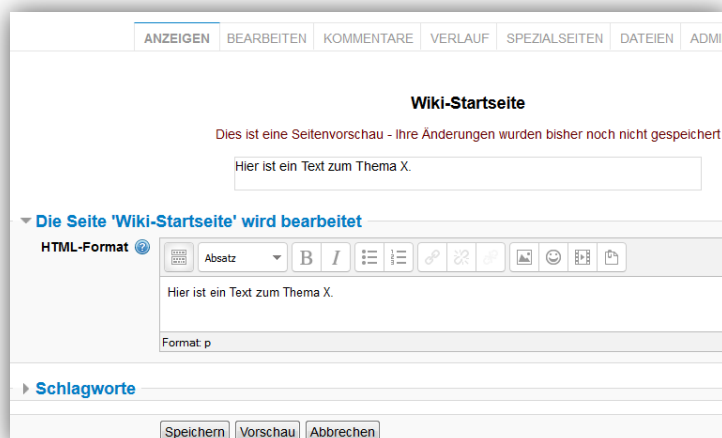 ANZEIGEN BEARBEITEN KOMMENTARE VERLAUF SPEZIALSEITEN DATEIEN ADMI
Wiki-Startseite
Dies ist eine Seitenvorschau - Ihre Änderungen wurden bisher noch nicht gespeichert
Hier ist ein Text zum Thema X.
Die Seite 'Wiki-Startseite' wird bearbeitet
HTML-Format
Absatz B I
Hier ist ein Text zum Thema X.
Format: p
Schlagworte
Speichern Vorschau Abbrechen